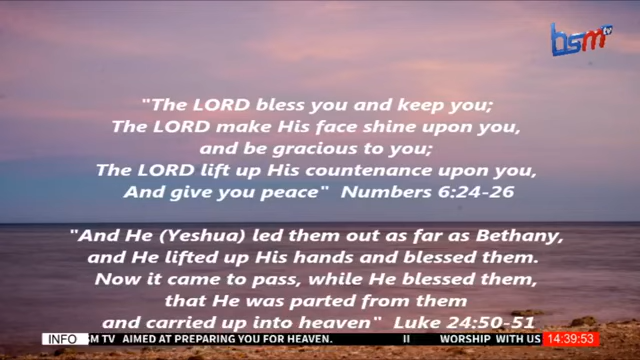 bsm tv
"The LORD bless you and keep you;
The LORD make His face shine upon you,
and be gracious to you;
The LORD lift up His countenance upon you,
And give you peace" Numbers 6:24-26
"And He (Yeshua) led them out as far as Bethany,
and He lifted up His hands and blessed them.
Now it came to pass, while He blessed them,
that He was parted from them
and carried up into heaven" Luke 24:50-51
INFO SM TV AIMED AT PREPARING YOU FOR HEAVEN. II WORSHIP WITH US 14:39:53